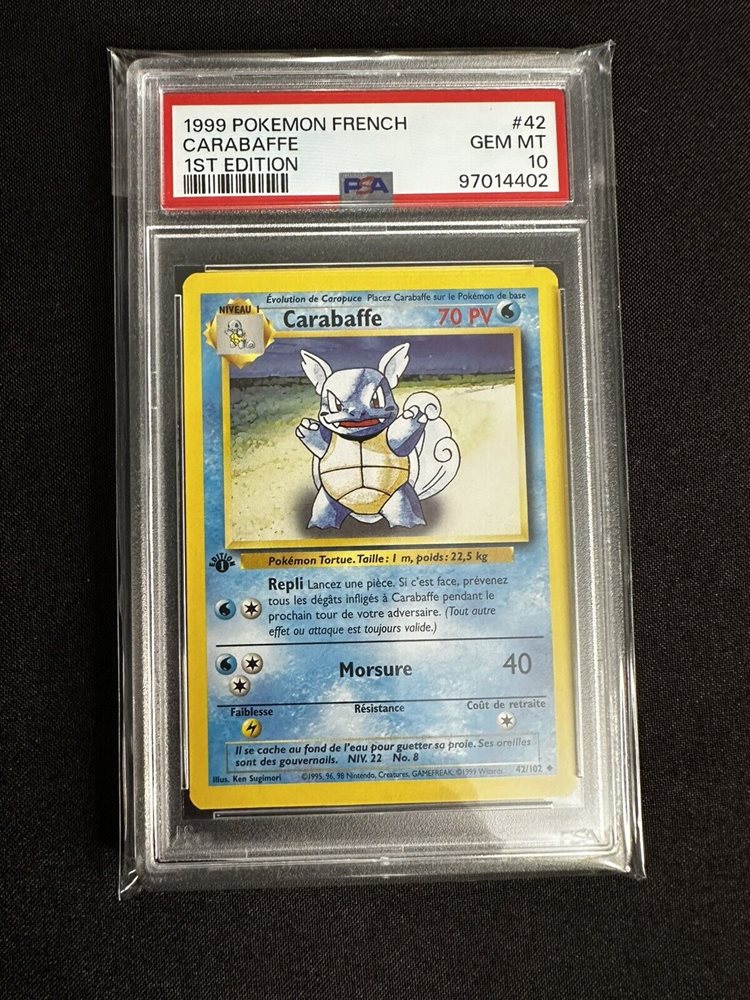 1999 POKEMON FRENCH #42
CARABAFFE GEM MT
1ST EDITION 10
PSA 97014402
Évolution de Carapuce Placez Carabaffe sur le Pokémon de base
NIVEAU 1
Carabaffe 70 PV
EDITION
1
Pokémon Tortue. Taille : 1 m, poids : 22,5 kg
Repli Lancez une pièce. Si c'est face, prévenez
tous les dégâts infligés à Carabaffe pendant le
prochain tour de votre adversaire. (Tout autre
effet ou attaque est toujours valide.)
Morsure 40
Faiblesse Résistance Coût de retraite
Il se cache au fond de l'eau pour guetter sa proie. Ses oreilles
sont des gouvernails. NIV. 22 No. 8
Illus. Ken Sugimori ©1995, 96, 98 Nintendo, Creatures, GAMEFREAK. ©1999 Wizards. 42/102
PSA